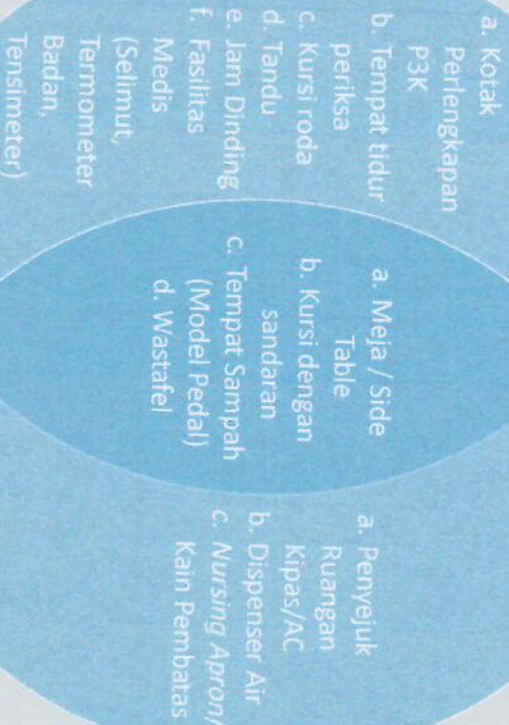 a. Kotak
Perlengkapan
P3K
b. Tempat tidur
periksa
c. Kursi roda
d. Tandu
e. Jam Dinding
f. Fasilitas
Medis
(Selimut,
Termometer
Badan,
Tensimeter)
a. Meja / Side
Table
b. Kursi dengan
sandaran
c. Tempat Sampah
(Model Pedal)
d. Wastafel
a. Penyejuk
Ruangan
Kipas/AC
b. Dispenser Air
c. Nursing Apron/
Kain Pembatas